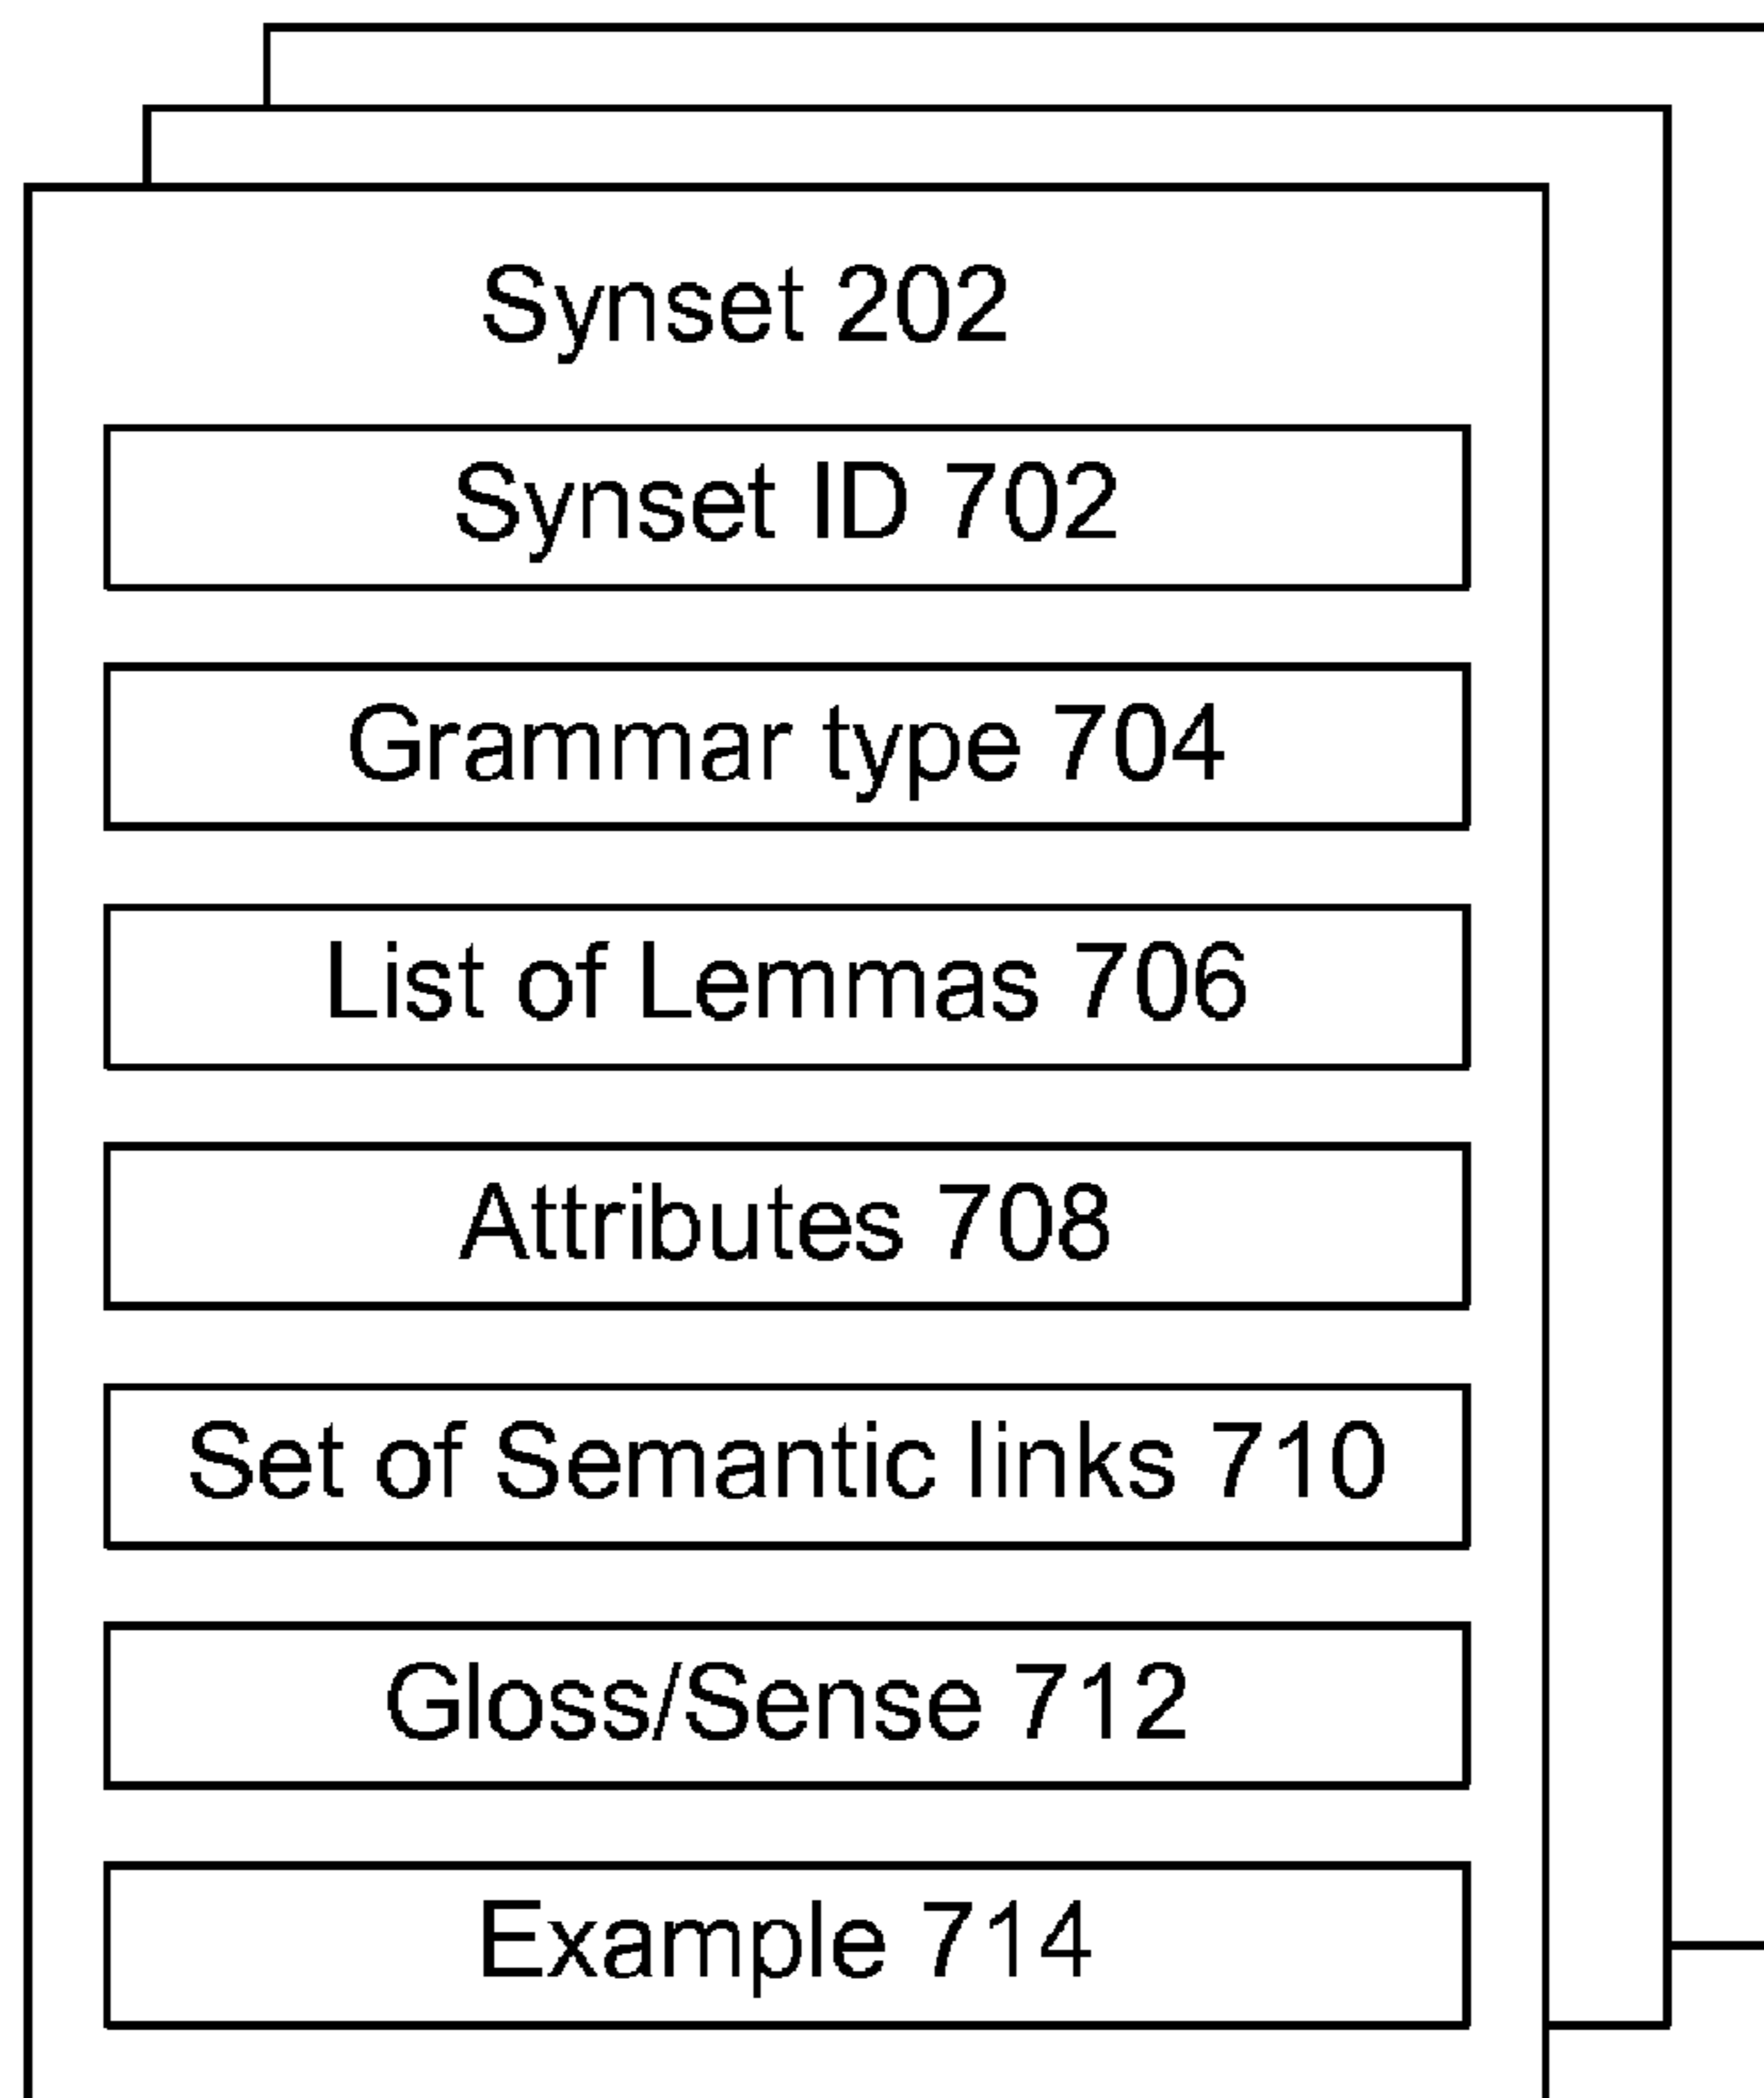 Synset 202
Synset ID 702
Grammar type 704
List of Lemmas 706
Attributes 708
Set of Semantic links 710
Gloss/Sense 712
Example 714